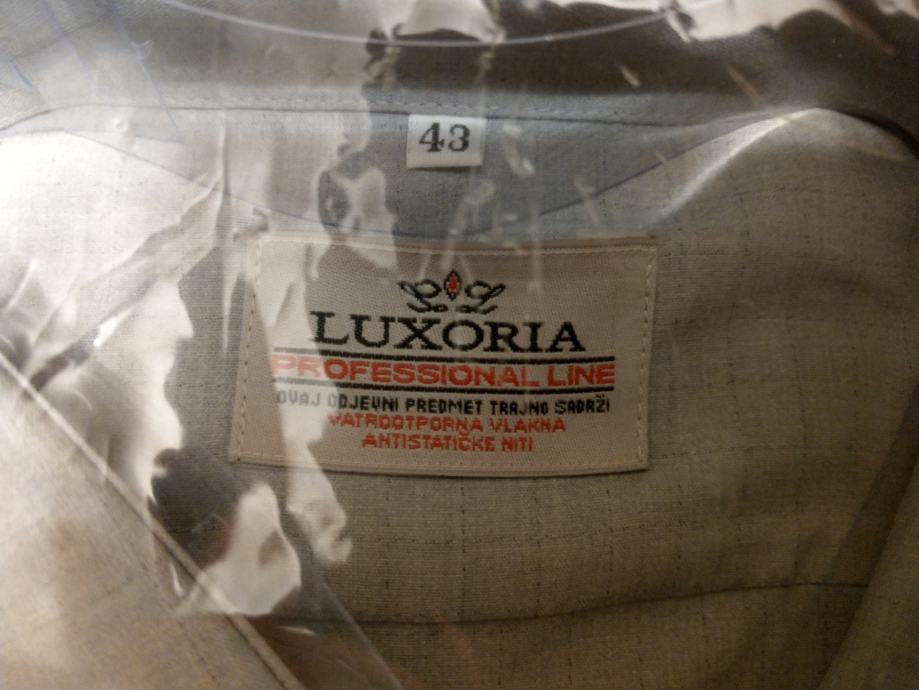 43
LUXORIA
PROFESSIONAL LINE
OVAJ ODJEVNI PREDMET TRAJNO SADRŽI
VATROOTPORNA VLAKNA
ANTISTATIČKE NITI